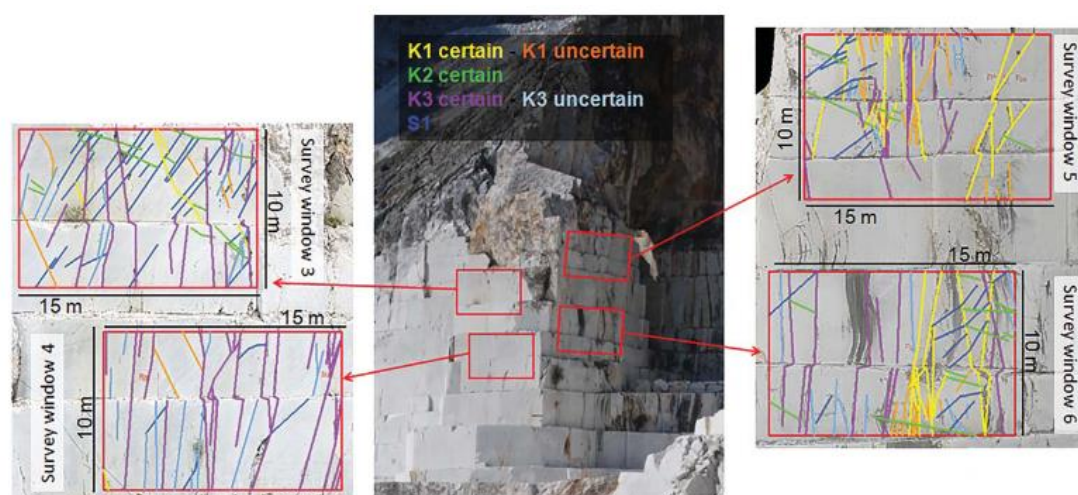 K1 certain - K1 uncertain
K2 certain
K3 certain - K3 uncertain
S1
Survey window 3
10 m
15 m
Survey window 4
15 m
10 m
Survey window 5
10 m
15 m
Survey window 6
15 m
10 m